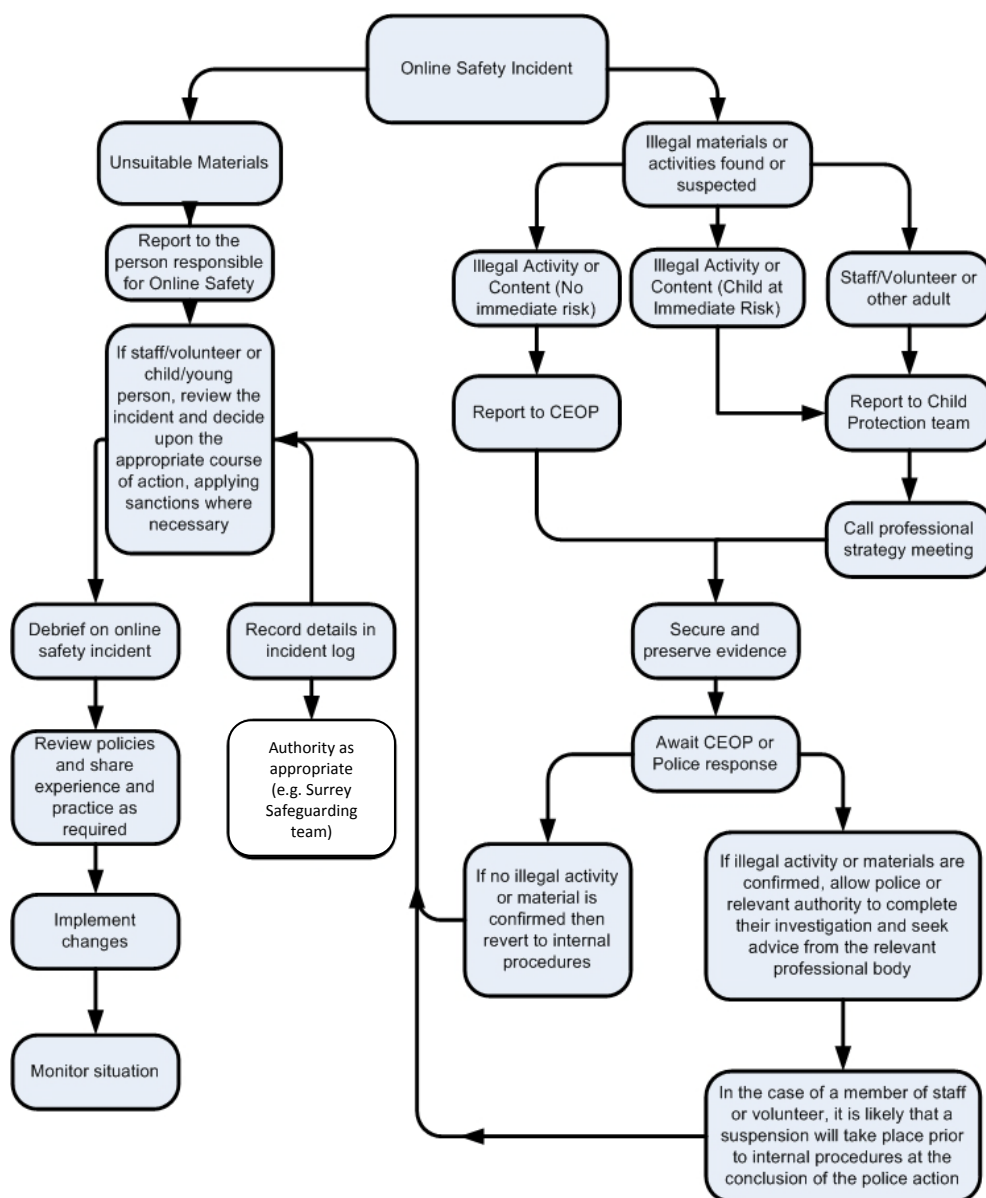 Online Safety Incident
Unsuitable Materials
Illegal materials or
activities found or
suspected
Report to the
person responsible
for Online Safety
Illegal Activity or
Content (No
immediate risk)
Illegal Activity or
Content (Child at
Immediate Risk)
Staff/Volunteer or
other adult
If staff/volunteer or
child/young
person, review the
incident and decide
upon the
appropriate course
of action, applying
sanctions where
necessary
Report to CEOP
Report to Child
Protection team
Call professional
strategy meeting
Debrief on online
safety incident
Record details in
incident log
Secure and
preserve evidence
Review policies
and share
experience and
practice as
required
Authority as
appropriate
(e.g. Surrey
Safeguarding
team)
Await CEOP or
Police response
If no illegal activity
or material is
confirmed then
revert to internal
procedures
If illegal activity or materials are
confirmed, allow police or
relevant authority to complete
their investigation and seek
advice from the relevant
professional body
Implement
changes
Monitor situation
In the case of a member of staff
or volunteer, it is likely that a
suspension will take place prior
to internal procedures at the
conclusion of the police action